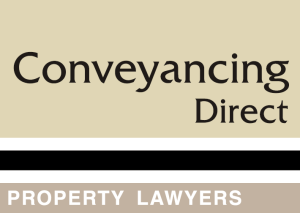 Conveyancing
Direct
PROPERTY LAWYERS